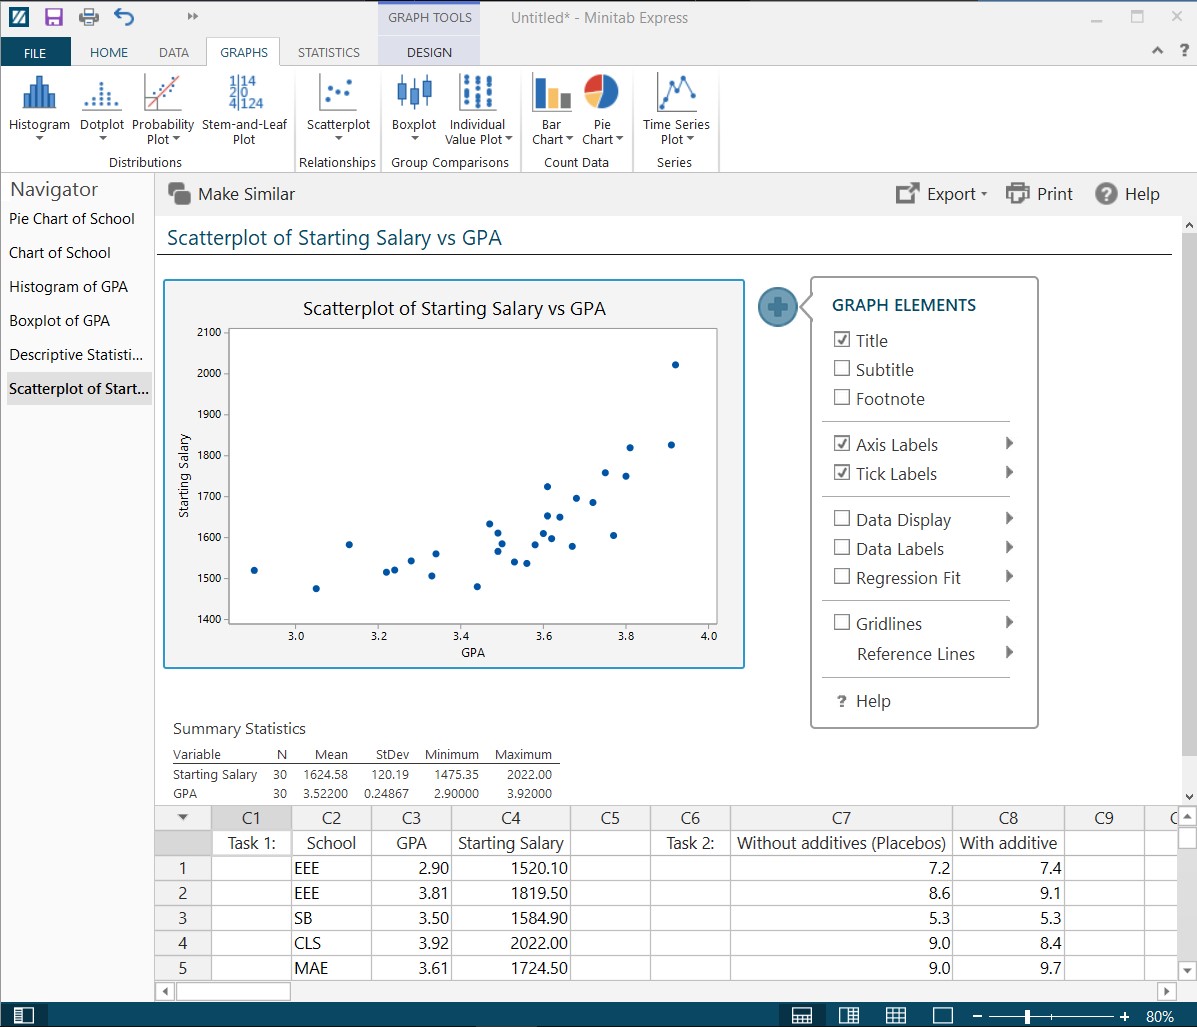 GRAPH TOOLS
Untitled* - Minitab Express
FILE HOME DATA GRAPHS STATISTICS DESIGN
Histogram Dotplot Probability Plot Stem-and-Leaf Plot Scatterplot Boxplot Individual Value Plot Bar Chart Pie Chart Time Series Plot
Distributions Relationships Group Comparisons Count Data Series
Navigator
Pie Chart of School
Chart of School
Histogram of GPA
Boxplot of GPA
Descriptive Statisti...
Scatterplot of Start...
Make Similar Export Print Help
Scatterplot of Starting Salary vs GPA
Scatterplot of Starting Salary vs GPA
2100
2000
1900
1800
1700
1600
1500
1400
Starting Salary
3.0 3.2 3.4 3.6 3.8 4.0
GPA
GRAPH ELEMENTS
Title
Subtitle
Footnote
Axis Labels
Tick Labels
Data Display
Data Labels
Regression Fit
Gridlines
Reference Lines
? Help
Summary Statistics
Variable N Mean StDev Minimum Maximum
Starting Salary 30 1624.58 120.19 1475.35 2022.00
GPA 30 3.52200 0.24867 2.90000 3.92000
C1 C2 C3 C4 C5 C6 C7 C8 C9
Task 1: School GPA Starting Salary Task 2: Without additives (Placebos) With additive
1 EEE 2.90 1520.10 7.2 7.4
2 EEE 3.81 1819.50 8.6 9.1
3 SB 3.50 1584.90 5.3 5.3
4 CLS 3.92 2022.00 9.0 8.4
5 MAE 3.61 1724.50 9.0 9.7
80%